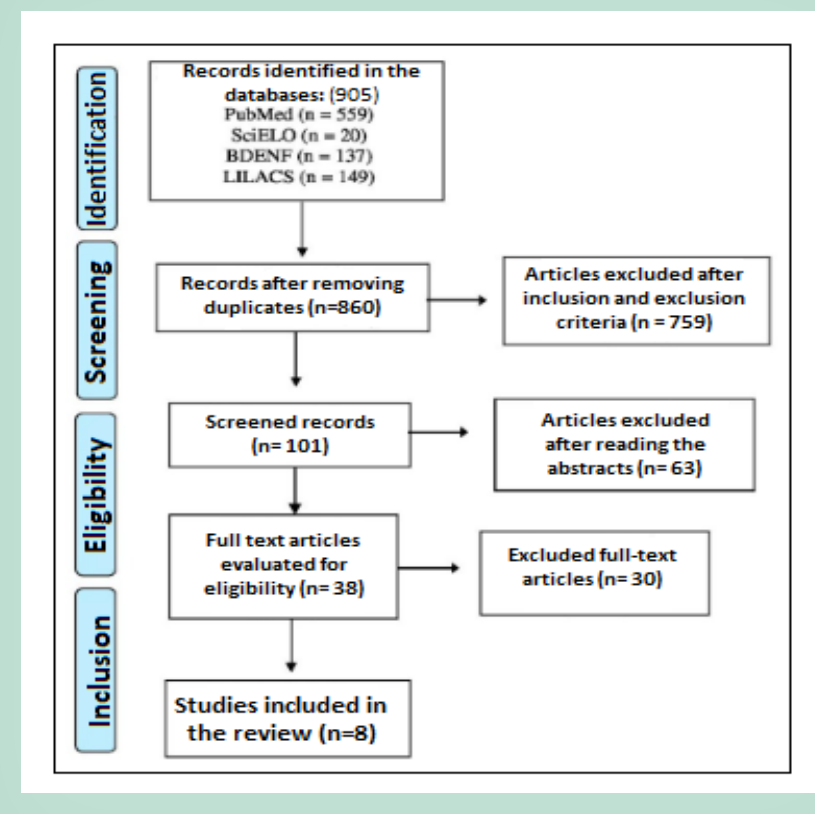 Identification
Records identified in the
databases: (905)
PubMed (n = 559)
SciELO (n = 20)
BDENF (n = 137)
LILACS (n = 149)
Screening
Records after removing
duplicates (n=860)
Articles excluded after
inclusion and exclusion
criteria (n = 759)
Eligibility
Screened records
(n= 101)
Articles excluded
after reading the
abstracts (n= 63)
Full text articles
evaluated for
eligibility (n= 38)
Excluded full-text
articles (n= 30)
Inclusion
Studies included in
the review (n=8)